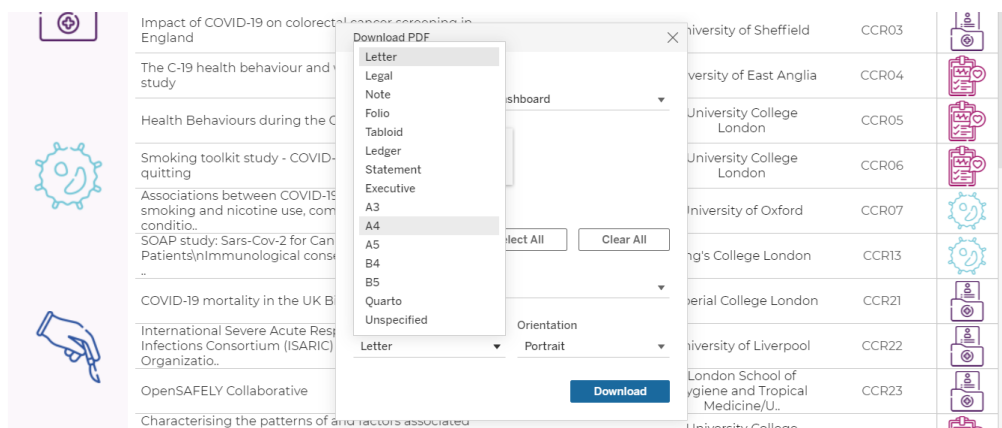 Impact of COVID-19 on colorectal cancer screening in
England
niversity of Sheffield
CCR03
The C-19 health behaviour and
study
versity of East Anglia
CCR04
Health Behaviours during the
University College
London
CCR05
Smoking toolkit study - COVID-
quitting
University College
London
CCR06
Associations between COVID-19
smoking and nicotine use, com
conditio..
niversity of Oxford
CCR07
SOAP study: Sars-Cov-2 for Can
Patients\nImmunological conse
..
ng's College London
CCR13
COVID-19 mortality in the UK B
perial College London
CCR21
International Severe Acute Resp
Infections Consortium (ISARIC)
Organizatio..
niversity of Liverpool
CCR22
OpenSAFELY Collaborative
London School of
ygiene and Tropical
Medicine/U..
CCR23
Characterising the patterns of and factors associated
University College
Download PDF
Letter
Legal
Note
Folio
Tabloid
Ledger
Statement
Executive
A3
A4
A5
B4
B5
Quarto
Unspecified
shboard
lect All
Clear All
Orientation
Letter
Portrait
Download